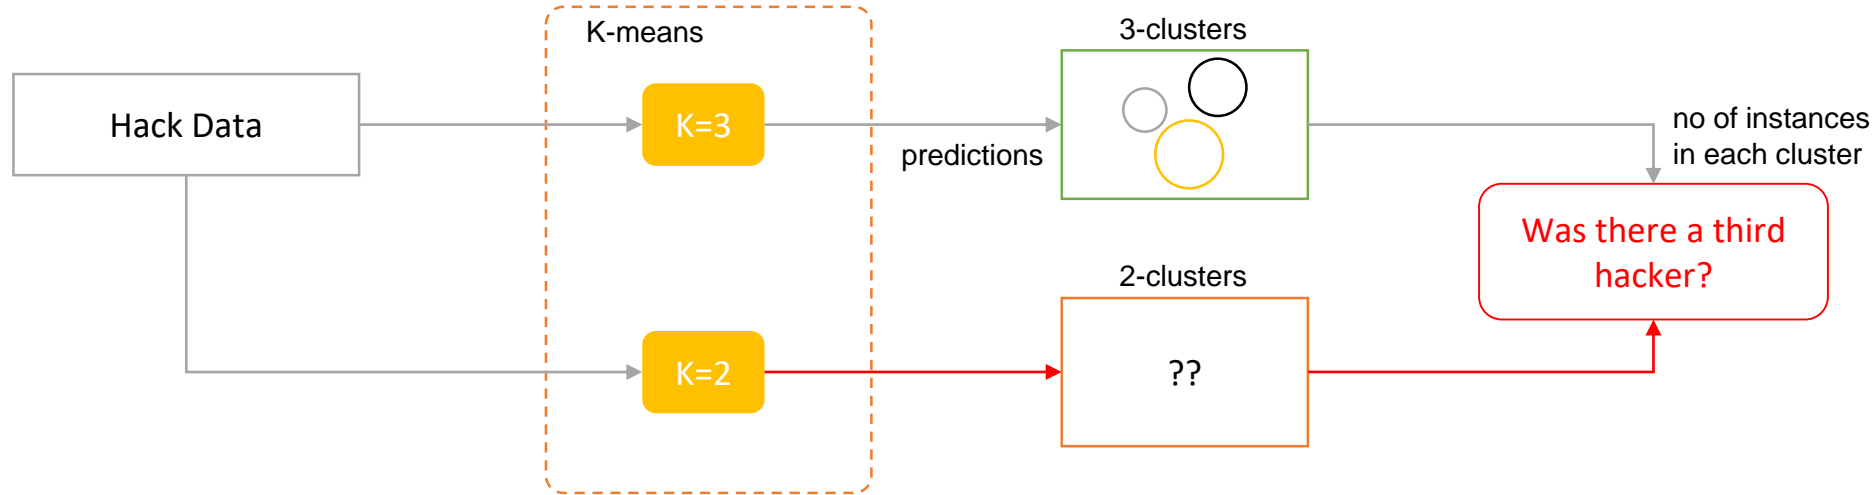 K-means
3-clusters
Hack Data
K=3
predictions
no of instances
in each cluster
Was there a third
hacker?
2-clusters
K=2
??